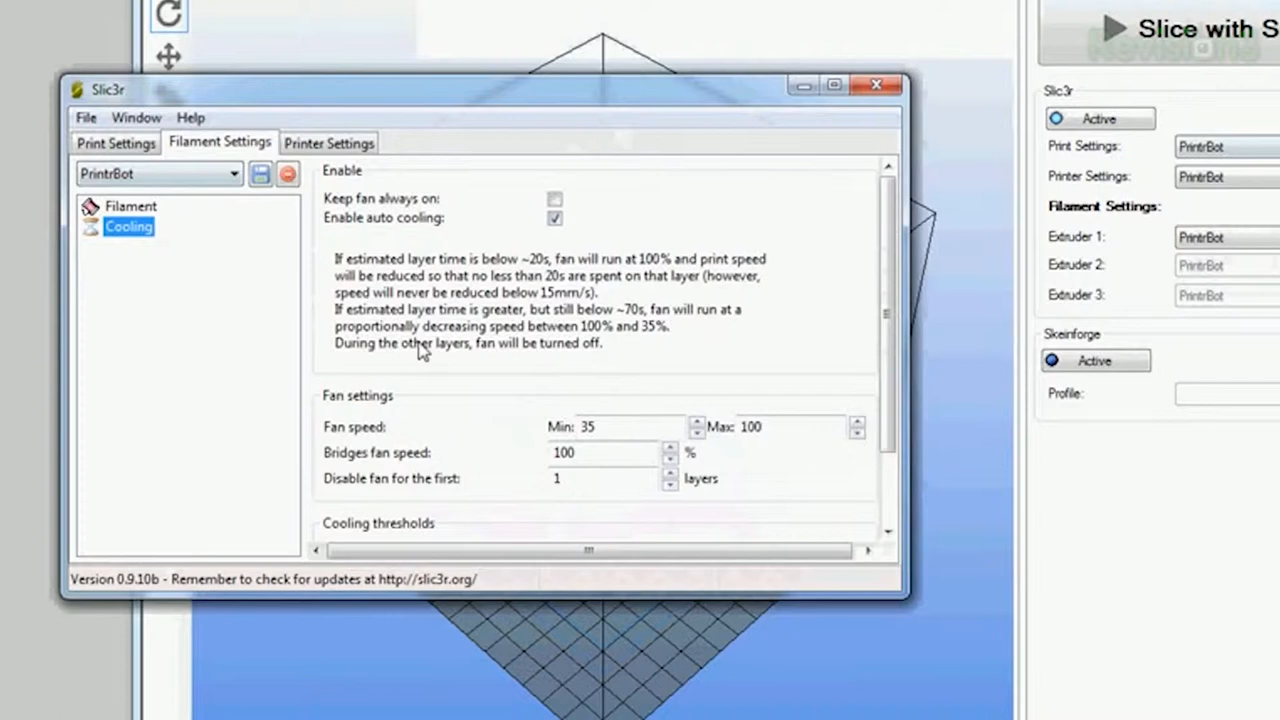 Slice with S
Slic3r
File Window Help
Print Settings Filament Settings Printer Settings
PrintrBot
Filament
Cooling
Enable
Keep fan always on:
Enable auto cooling:
If estimated layer time is below ~20s, fan will run at 100% and print speed
will be reduced so that no less than 20s are spent on that layer (however,
speed will never be reduced below 15mm/s).
If estimated layer time is greater, but still below ~70s, fan will run at a
proportionally decreasing speed between 100% and 35%.
During the other layers, fan will be turned off.
Fan settings
Fan speed: Min: 35 Max: 100
Bridges fan speed: 100 %
Disable fan for the first: 1 layers
Cooling thresholds
Version 0.9.10b - Remember to check for updates at http://slic3r.org/
Slic3r
Active
Print Settings: PrintrBot
Printer Settings: PrintrBot
Filament Settings:
Extruder 1: PrintrBot
Extruder 2: PrintrBot
Extruder 3: PrintrBot
Skeinforge
Active
Profile: